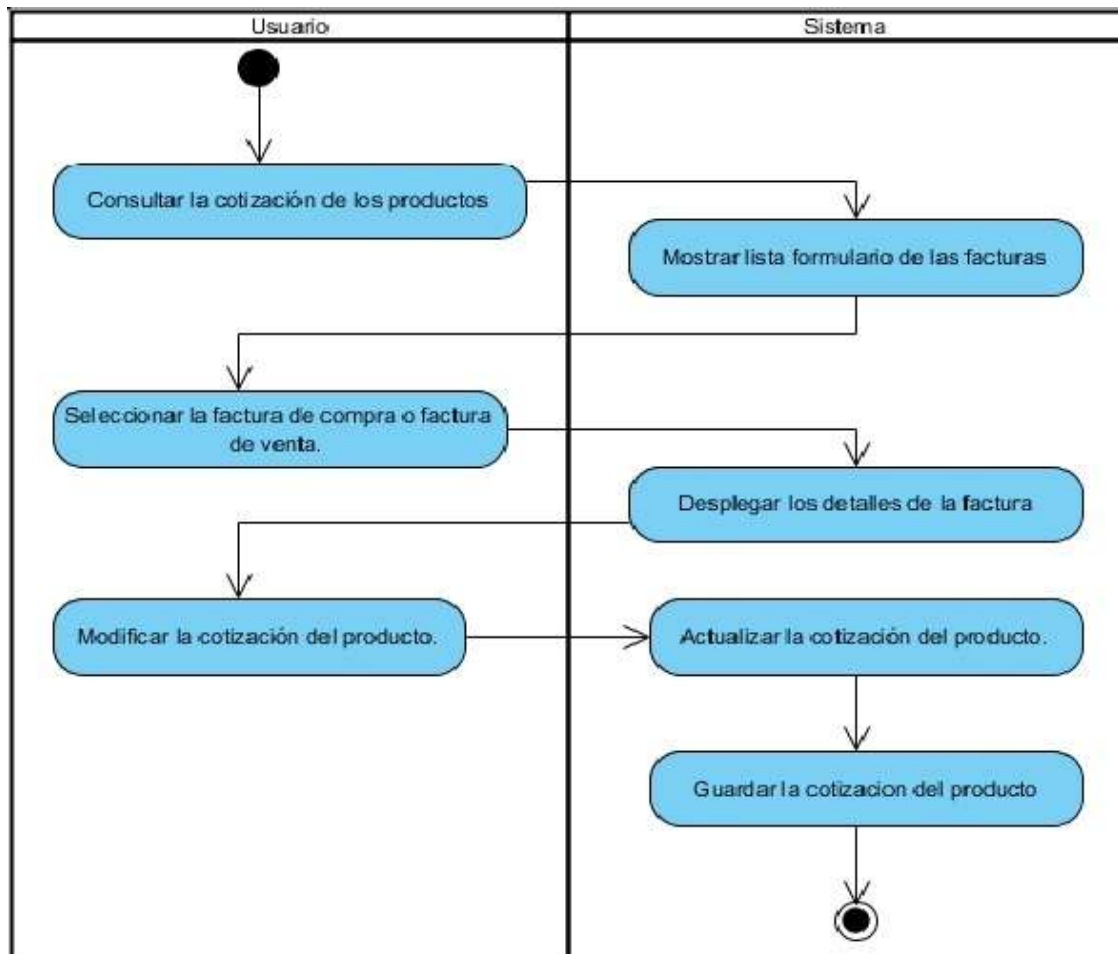 Usuario
Sistema
Consultar la cotización de los productos
Mostrar lista formulario de las facturas
Seleccionar la factura de compra o factura
de venta.
Desplegar los detalles de la factura
Modificar la cotización del producto.
Actualizar la cotización del producto.
Guardar la cotizacion del producto